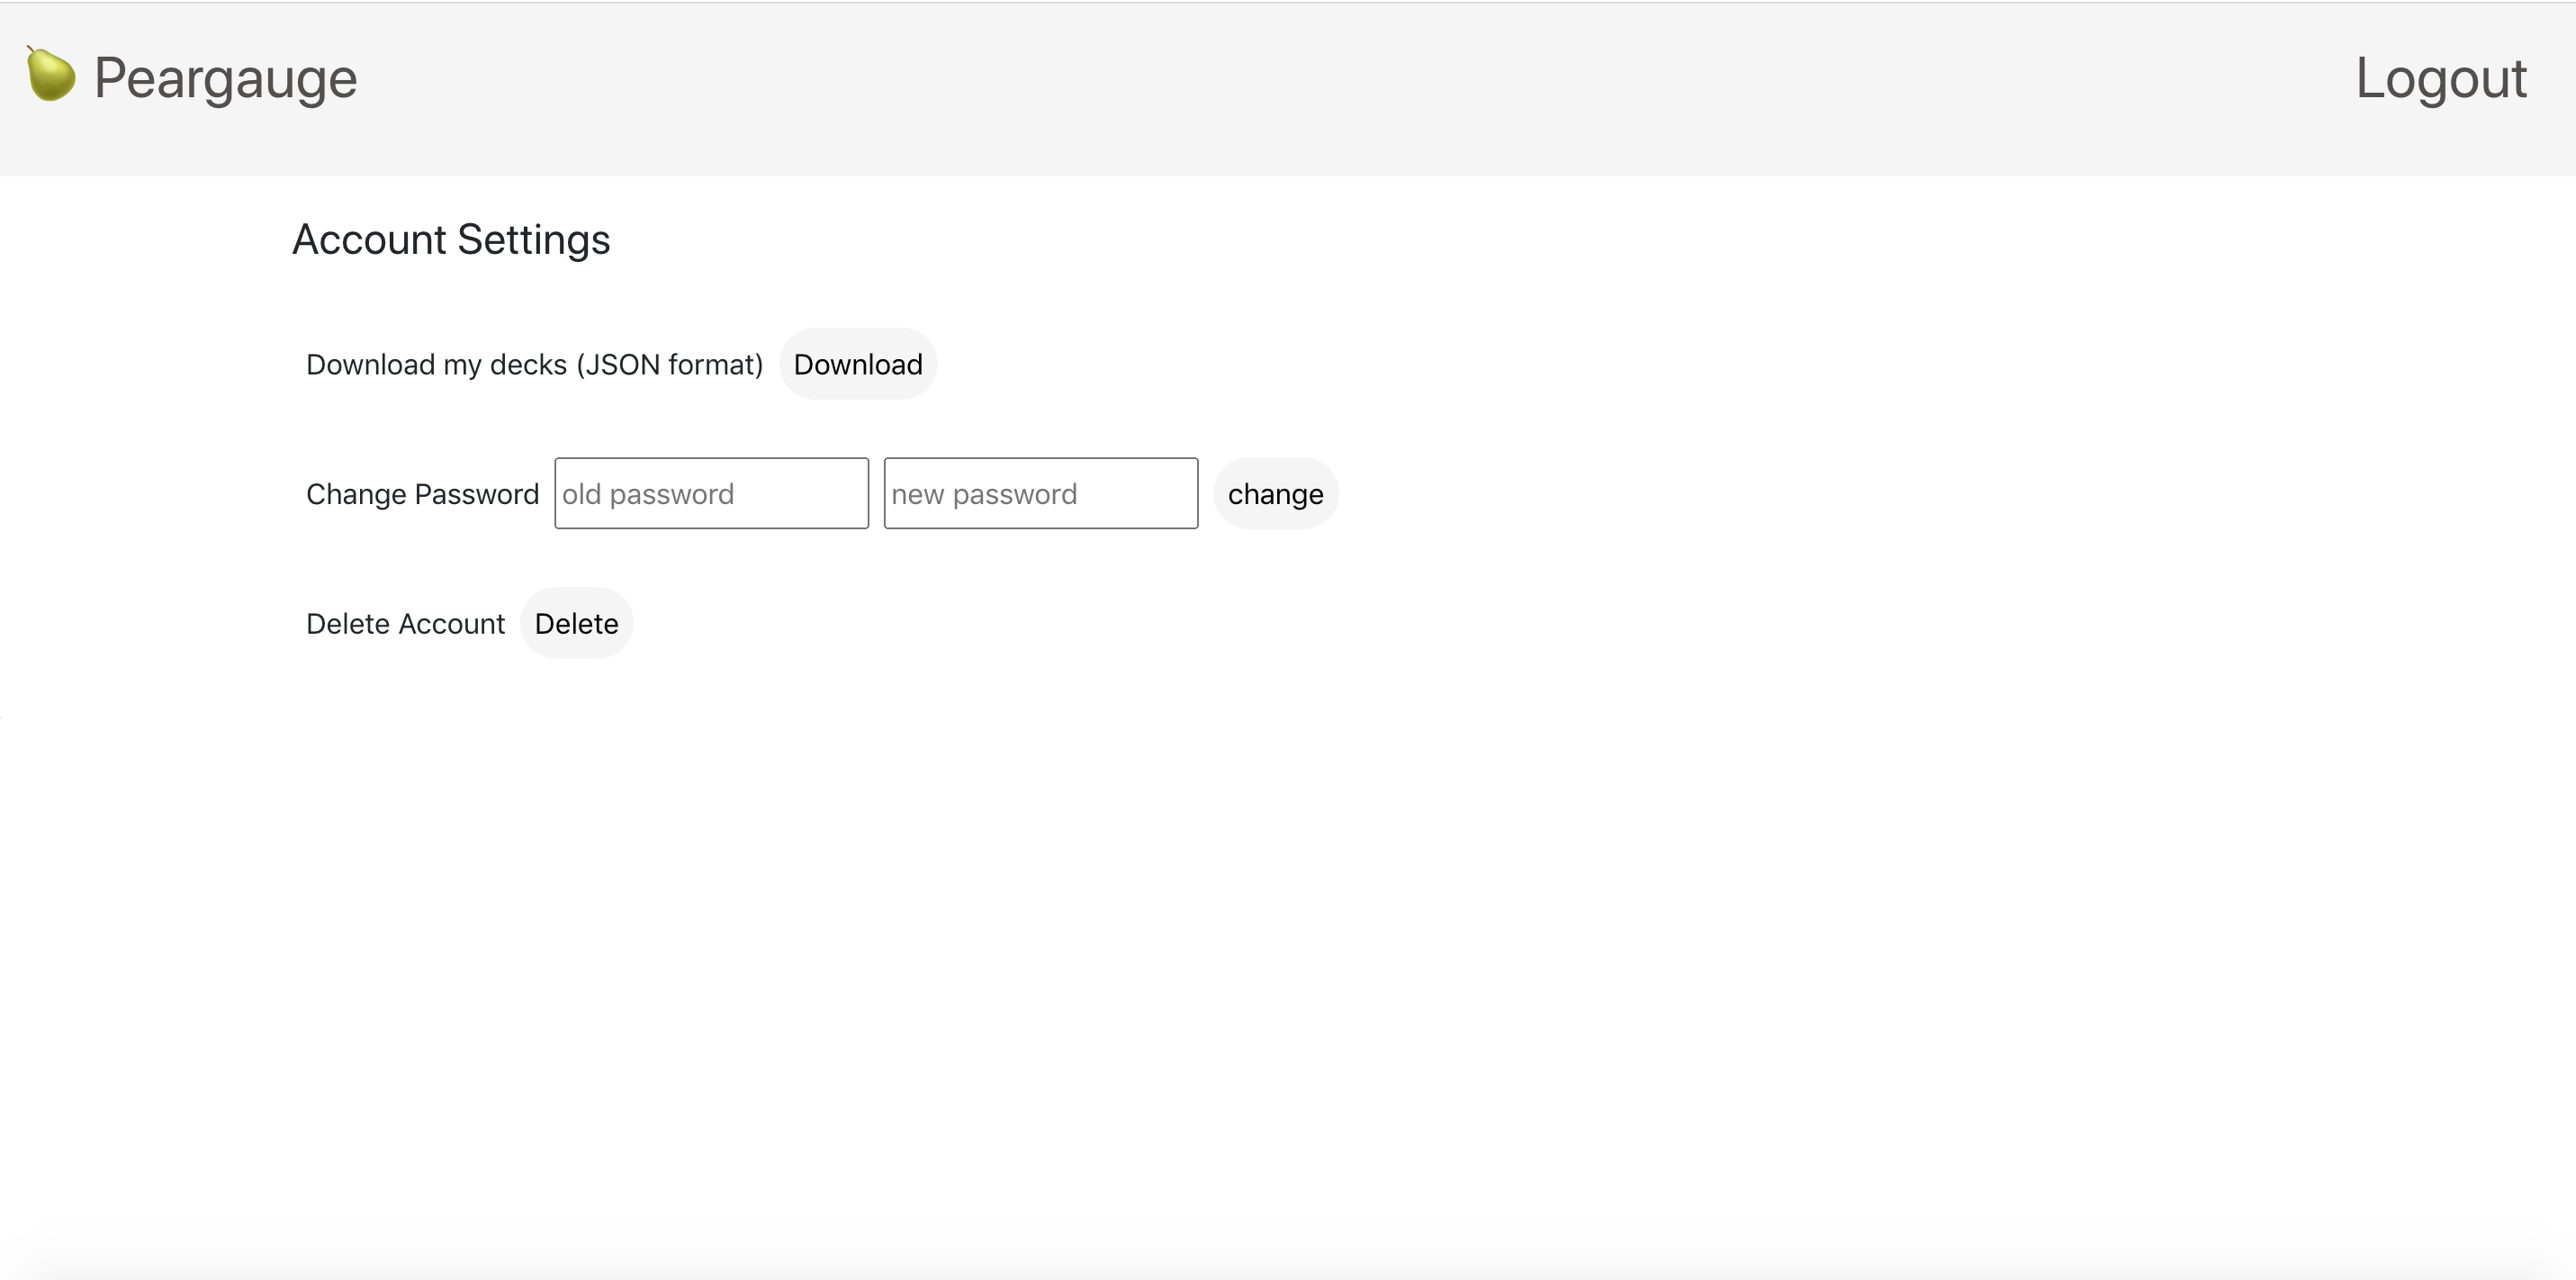 Peargauge Logout
Account Settings
Download my decks (JSON format) Download
Change Password old password new password change
Delete Account Delete